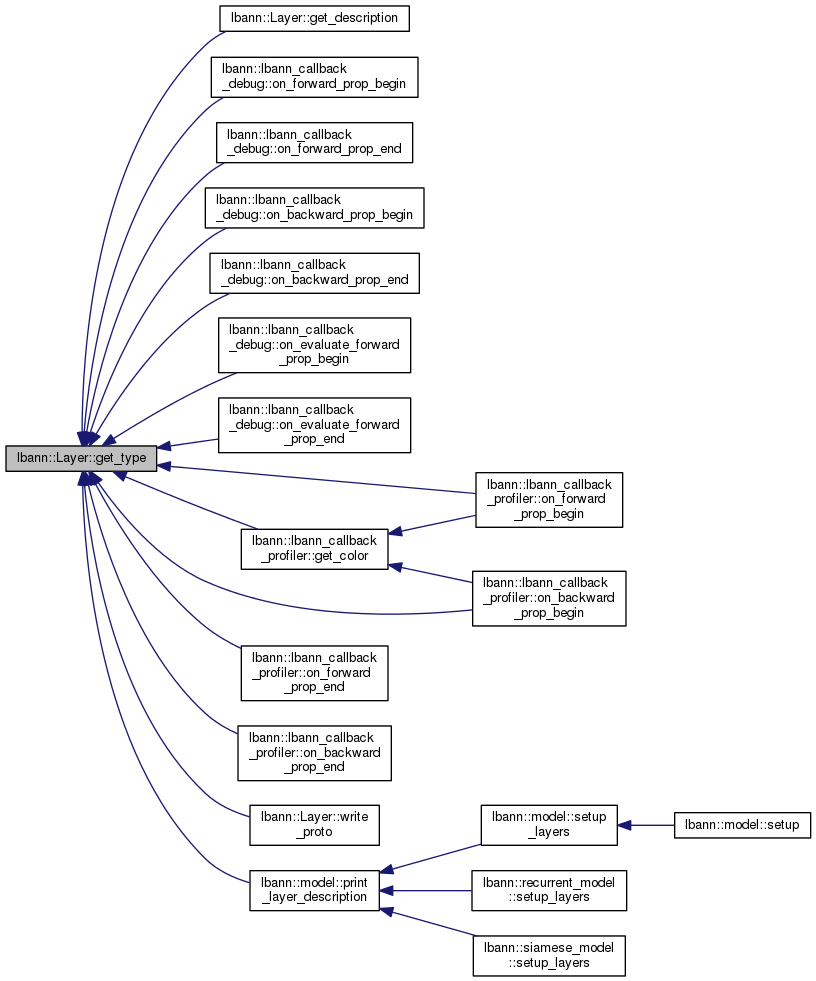 lbann::Layer::get_description
lbann::lbann_callback
_debug::on_forward_prop_begin
lbann::lbann_callback
_debug::on_forward_prop_end
lbann::lbann_callback
_debug::on_backward_prop_begin
lbann::lbann_callback
_debug::on_backward_prop_end
lbann::lbann_callback
_debug::on_evaluate_forward
_prop_begin
lbann::lbann_callback
_debug::on_evaluate_forward
_prop_end
lbann::Layer::get_type
lbann::lbann_callback
_profiler::on_forward
_prop_begin
lbann::lbann_callback
_profiler::get_color
lbann::lbann_callback
_profiler::on_backward
_prop_begin
lbann::lbann_callback
_profiler::on_forward
_prop_end
lbann::lbann_callback
_profiler::on_backward
_prop_end
lbann::Layer::write
_proto
lbann::model::setup
_layers
lbann::model::setup
lbann::model::print
_layer_description
lbann::recurrent_model
::setup_layers
lbann::siamese_model
::setup_layers